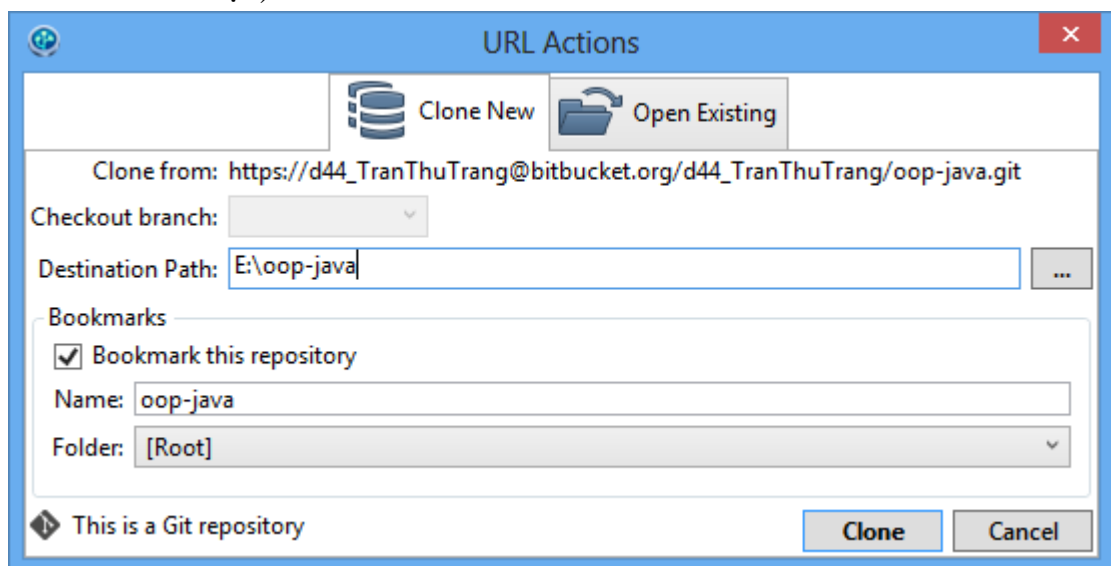 URL Actions
Clone New
Open Existing
Clone from: https://d44_TranThuTrang@bitbucket.org/d44_TranThuTrang/oop-java.git
Checkout branch:
Destination Path: E:\oop-java ...
Bookmarks
Bookmark this repository
Name: oop-java
Folder: [Root]
This is a Git repository
Clone Cancel